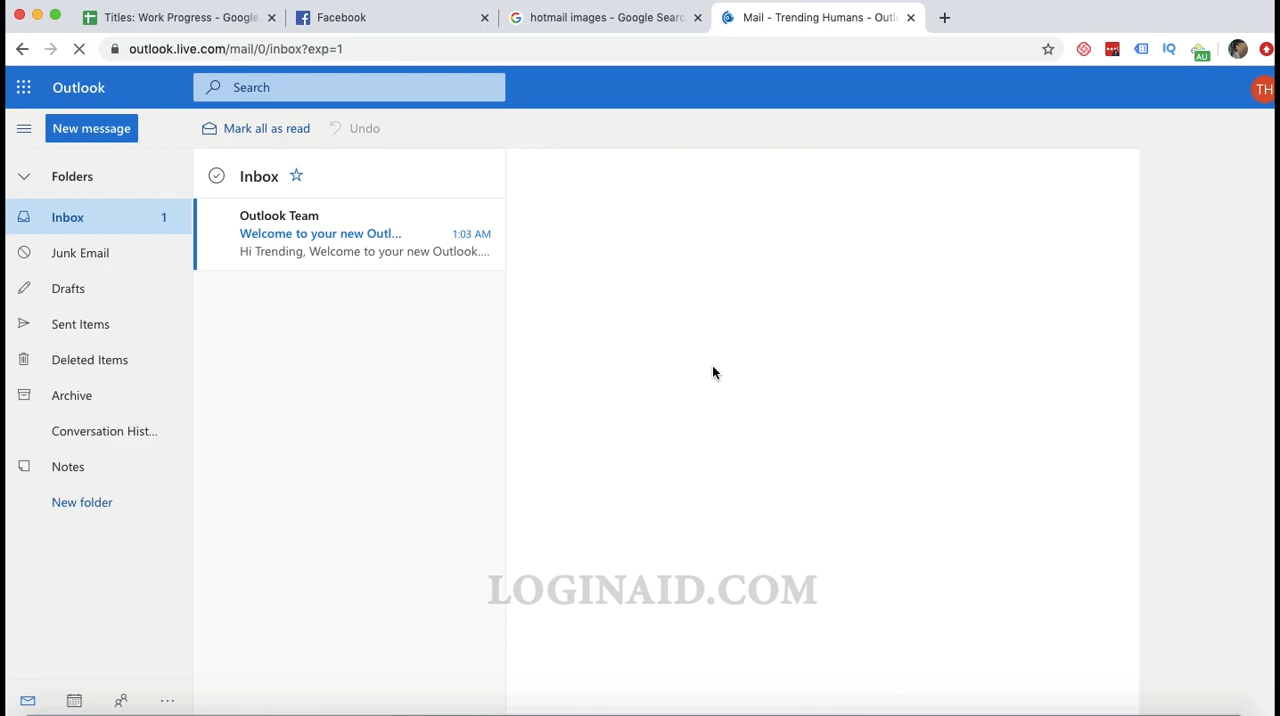 Titles: Work Progress - Google
Facebook
hotmail images - Google Searc
Mail - Trending Humans - Outl
outlook.live.com/mail/0/inbox?exp=1
IQ
AU
Outlook
Search
TH
New message
Mark all as read
Undo
Folders
Inbox
Inbox 1
Outlook Team
Welcome to your new Outl... 1:03 AM
Hi Trending, Welcome to your new Outlook....
Junk Email
Drafts
Sent Items
Deleted Items
Archive
Conversation Hist...
Notes
New folder
LOGINAID.COM